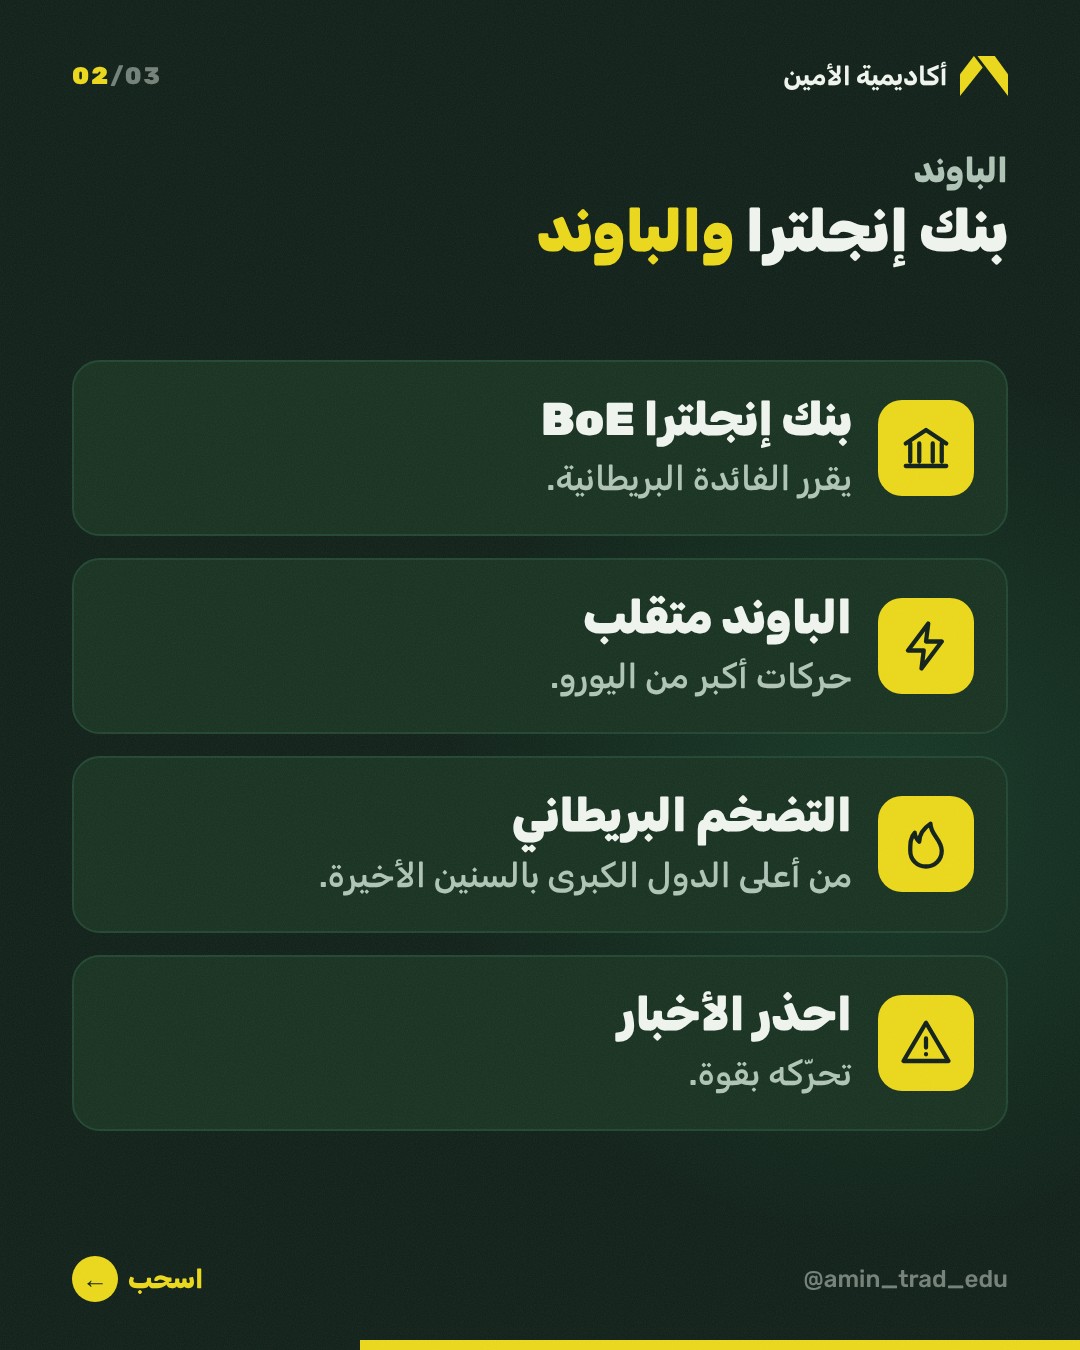 أكاديمية الأمين
02/03
الباوند
بنك إنجلترا والباوند
بنك إنجلترا BoE
يقرر الفائدة البريطانية.
الباوند متقلب
حركات أكبر من اليورو.
التضخم البريطاني
من أعلى الدول الكبرى بالسنين الأخيرة.
احذر الأخبار
تحرّكه بقوة.
@amin_trad_edu
اسحب ←